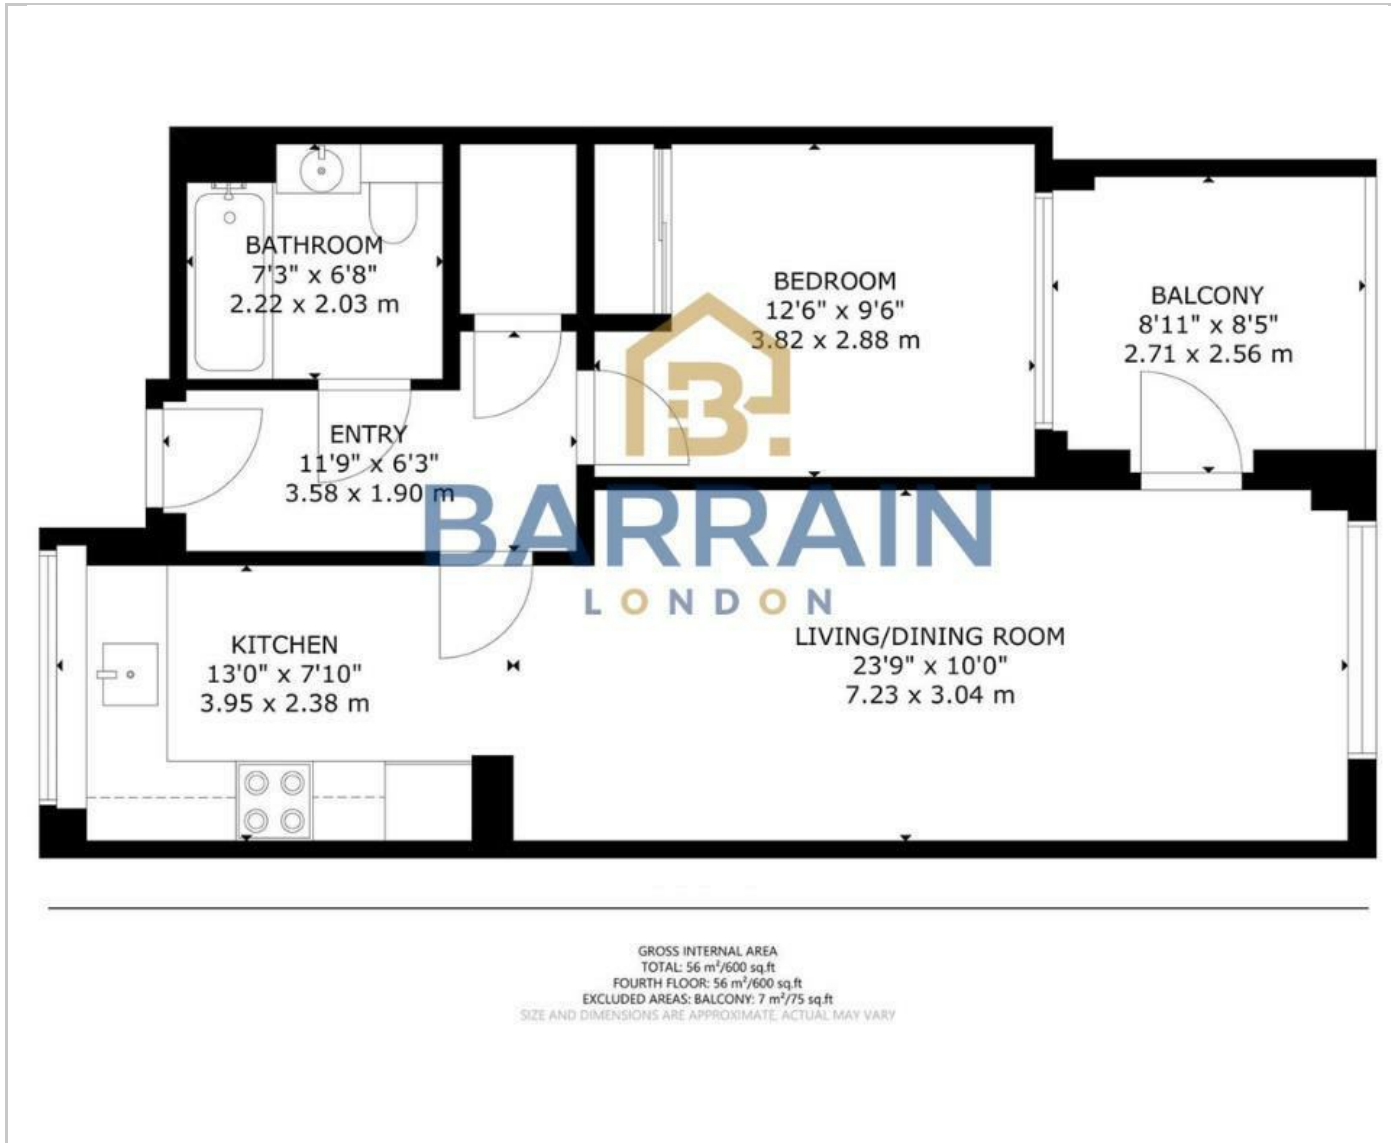 BATHROOM
7'3" x 6'8"
2.22 x 2.03 m
BEDROOM
12'6" x 9'6"
3.82 x 2.88 m
BALCONY
8'11" x 8'5"
2.71 x 2.56 m
ENTRY
11'9" x 6'3"
3.58 x 1.90 m
B.
BARRAIN
LONDON
KITCHEN
13'0" x 7'10"
3.95 x 2.38 m
LIVING/DINING ROOM
23'9" x 10'0"
7.23 x 3.04 m
GROSS INTERNAL AREA
TOTAL: 56 m²/600 sq.ft
FOURTH FLOOR: 56 m²/600 sq.ft
EXCLUDED AREAS: BALCONY: 7 m²/75 sq.ft
SIZE AND DIMENSIONS ARE APPROXIMATE, ACTUAL MAY VARY